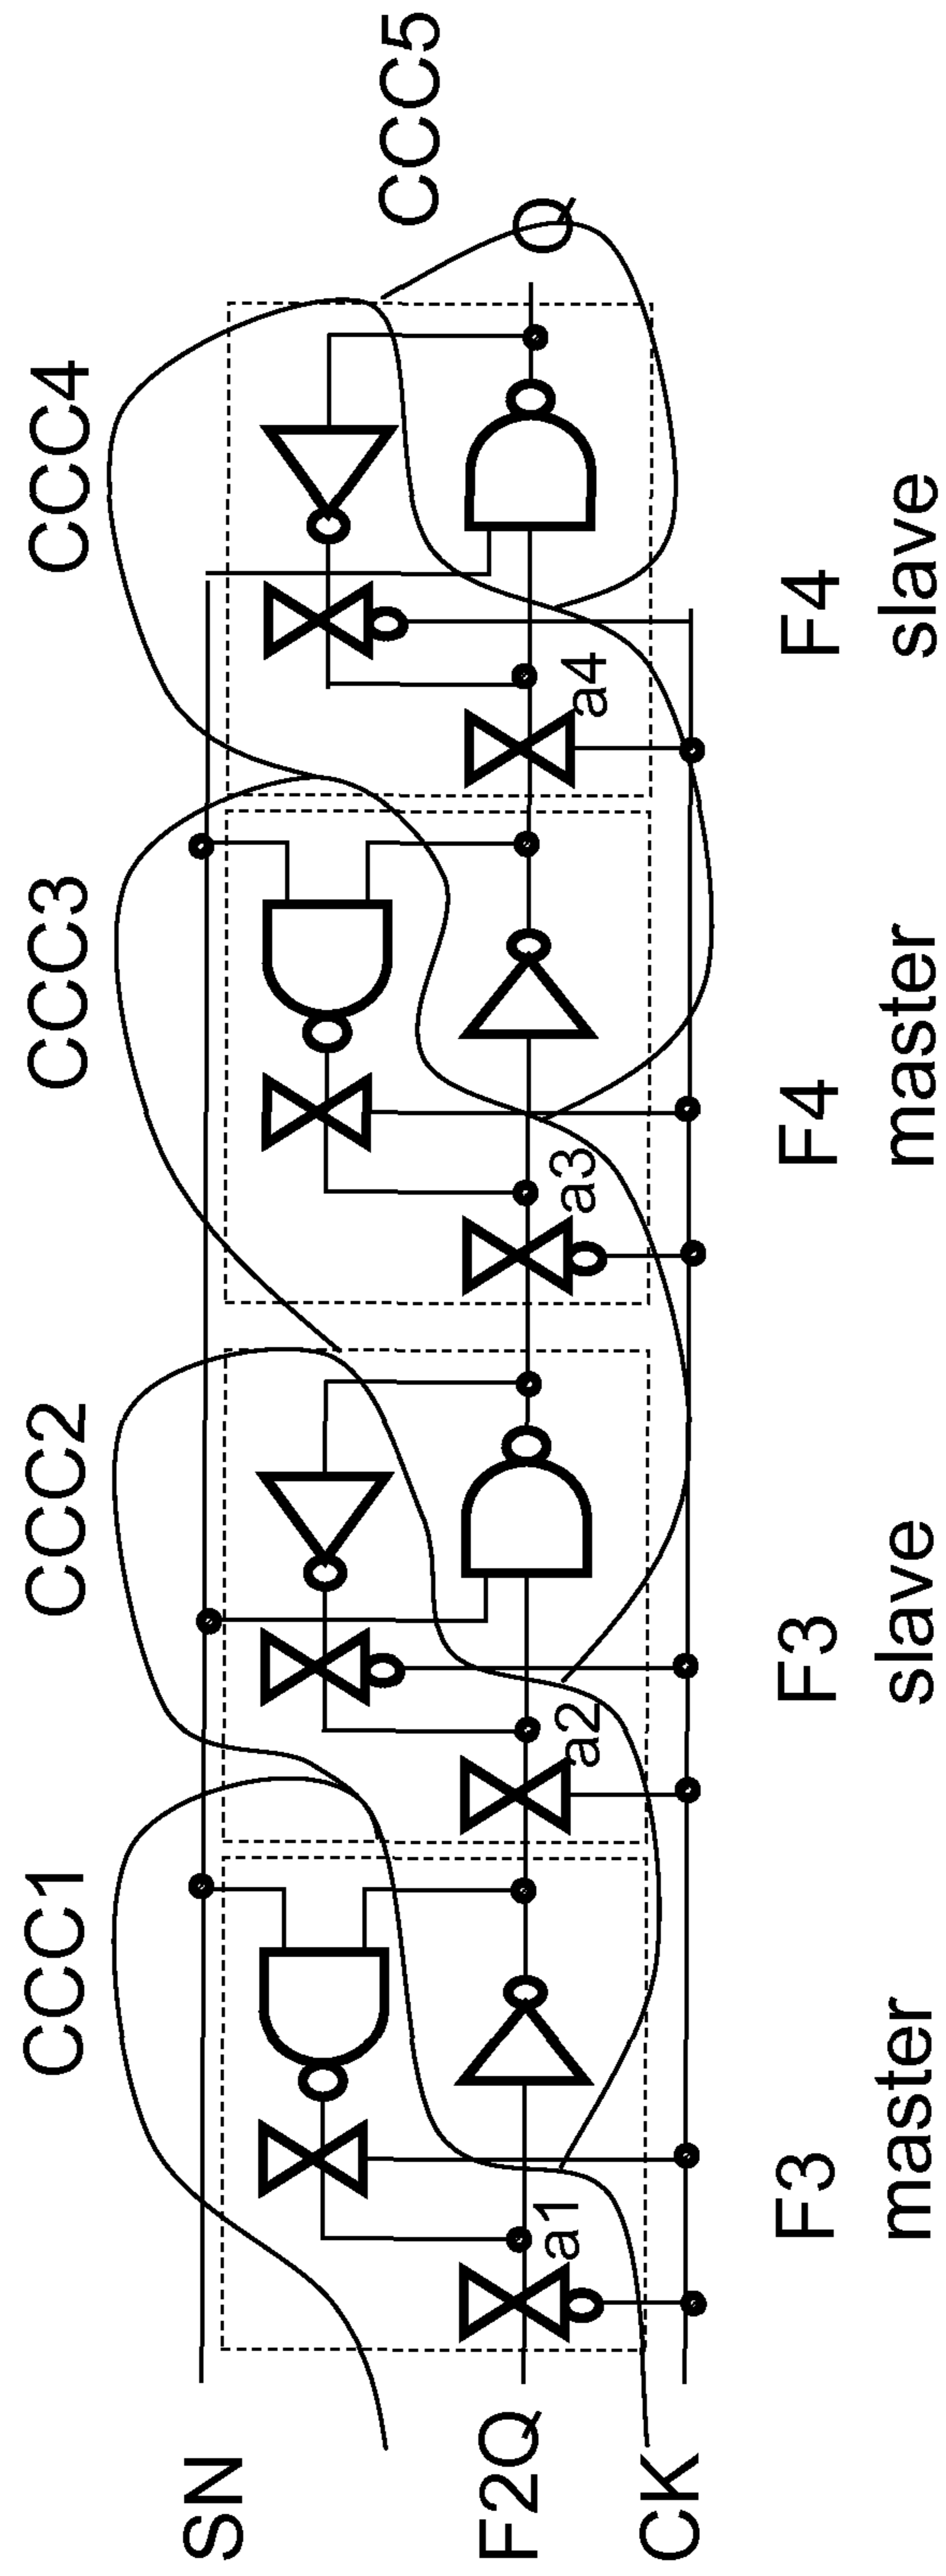 CCC1
CCC2
CCC3
CCC4
CCC5
SN
F2Q
CK
a1
a2
a3
a4
Q
F3
master
F3
slave
F4
master
F4
slave